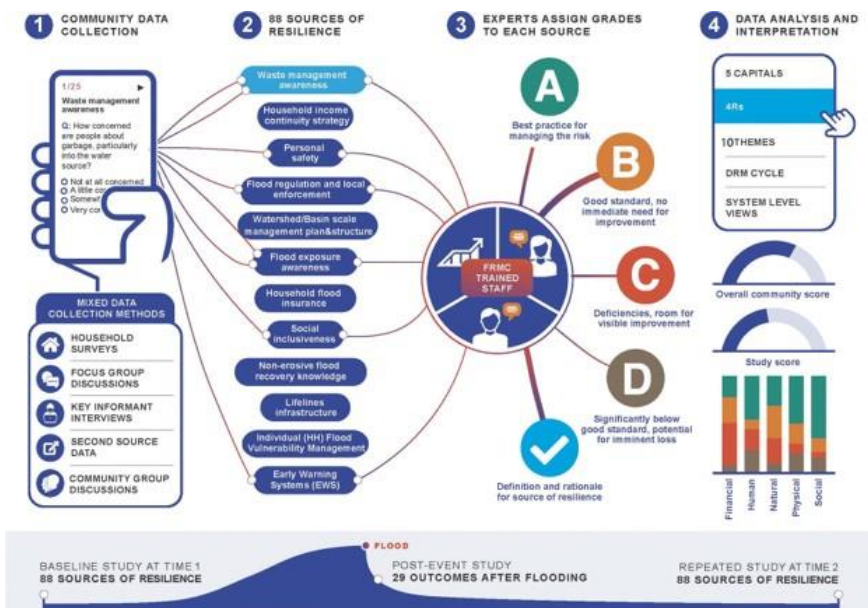 1 COMMUNITY DATA
COLLECTION
2 88 SOURCES OF
RESILIENCE
3 EXPERTS ASSIGN GRADES
TO EACH SOURCE
4 DATA ANALYSIS AND
INTERPRETATION
1/25
Waste management
awareness
Q: How concerned
are people about
garbage, particularly
into the water
source?
Not at all concerned
A little co
Somewh
Very con
MIXED DATA
COLLECTION METHODS
HOUSEHOLD
SURVEYS
FOCUS GROUP
DISCUSSIONS
KEY INFORMANT
INTERVIEWS
SECOND SOURCE
DATA
COMMUNITY GROUP
DISCUSSIONS
Waste management
awareness
Household income
continuity strategy
Personal
safety
Flood regulation and local
enforcement
Watershed/Basin scale
management plan&structure
Flood exposure
awareness
Household flood
insurance
Social
inclusiveness
Non-erosive flood
recovery knowledge
Lifelines
infrastructure
Individual (HH) Flood
Vulnerability Management
Early Warning
Systems (EWS)
FRMC
TRAINED
STAFF
A
Best practice for
managing the risk
B
Good standard, no
immediate need for
improvement
C
Deficiencies, room for
visible improvement
D
Significantly below
good standard, potential
for imminent loss
Definition and rationale
for source of resilience
5 CAPITALS
4Rs
10THEMES
DRM CYCLE
SYSTEM LEVEL
VIEWS
Overall community score
Study score
Financial
Human
Natural
Physical
Social
BASELINE STUDY AT TIME 1
88 SOURCES OF RESILIENCE
FLOOD
POST-EVENT STUDY
29 OUTCOMES AFTER FLOODING
REPEATED STUDY AT TIME 2
88 SOURCES OF RESILIENCE